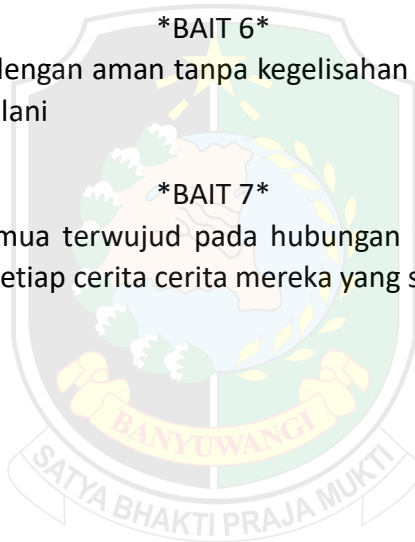 *BAIT 6*
dengan aman tanpa kegelisahan
lani
*BAIT 7*
mua terwujud pada hubungan
etiap cerita cerita mereka yang s
BANYUWANGI
SATYA BHAKTI PRAJA MUKTI